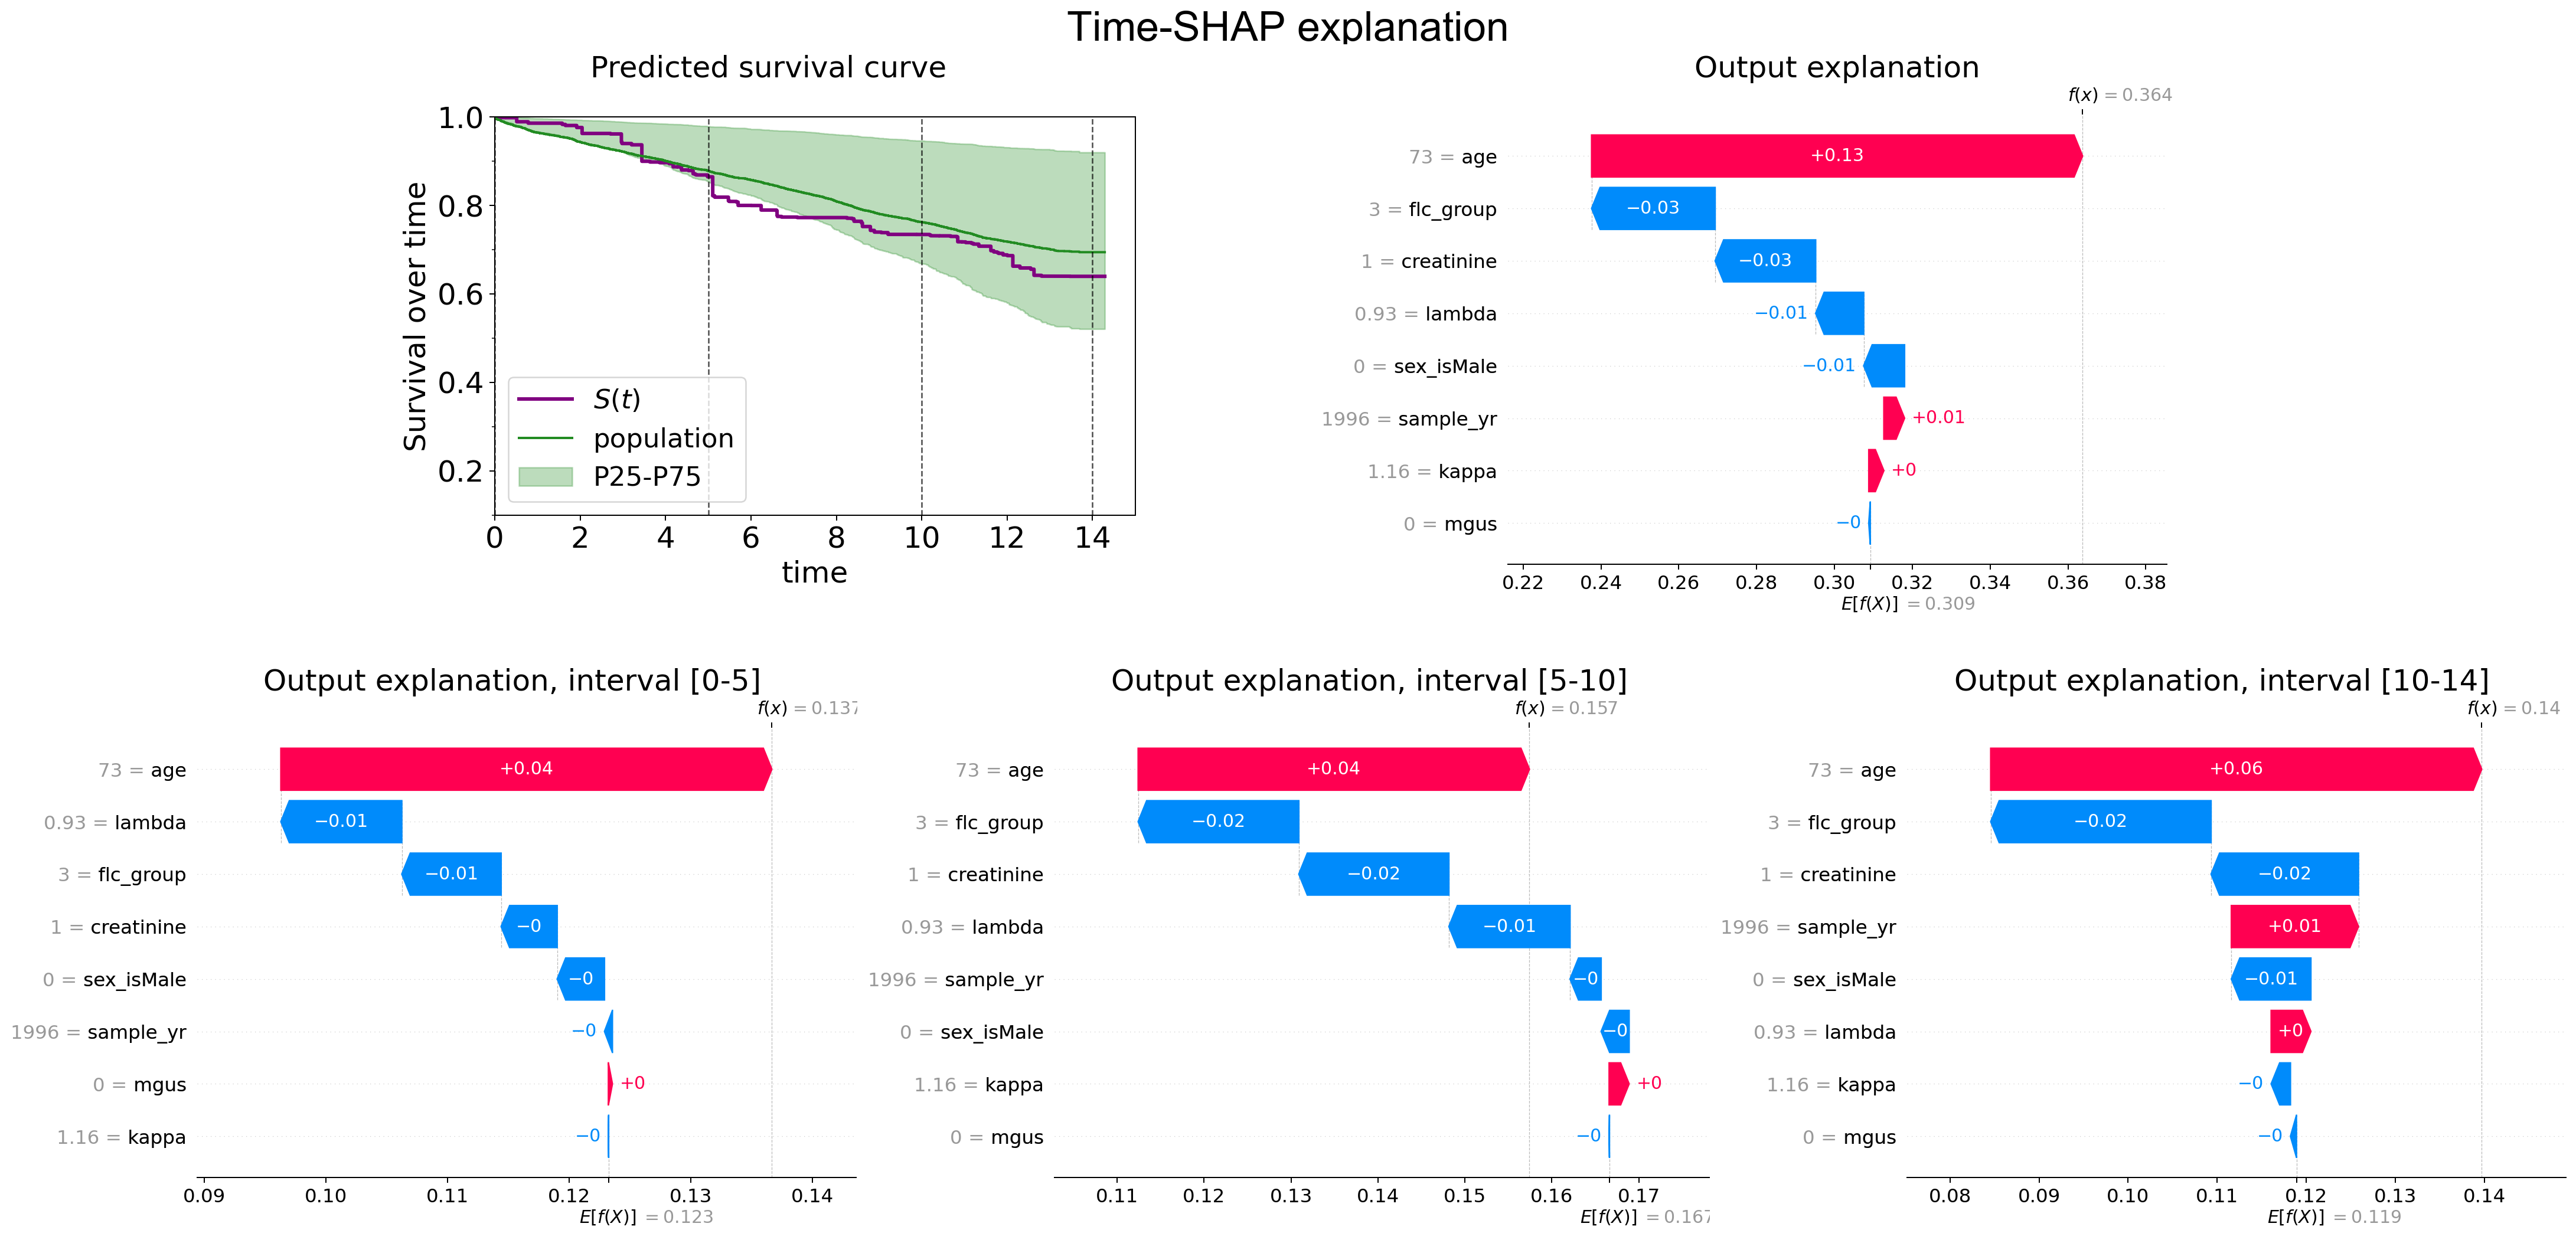 Time-SHAP explanation
Predicted survival curve
1.0
0.8
0.6
0.4
0.2
Survival over time
S(t)
population
P25-P75
0 2 4 6 8 10 12 14
time
Output explanation
f(x) = 0.364
73 = age +0.13
3 = flc_group −0.03
1 = creatinine −0.03
0.93 = lambda −0.01
0 = sex_isMale −0.01
1996 = sample_yr +0.01
1.16 = kappa +0
0 = mgus −0
0.22 0.24 0.26 0.28 0.30 0.32 0.34 0.36 0.38
E[f(X)] = 0.309
Output explanation, interval [0-5]
f(x) = 0.137
73 = age +0.04
0.93 = lambda −0.01
3 = flc_group −0.01
1 = creatinine −0
0 = sex_isMale −0
1996 = sample_yr −0
0 = mgus +0
1.16 = kappa −0
0.09 0.10 0.11 0.12 0.13 0.14
E[f(X)] = 0.123
Output explanation, interval [5-10]
f(x) = 0.157
73 = age +0.04
3 = flc_group −0.02
1 = creatinine −0.02
0.93 = lambda −0.01
1996 = sample_yr −0
0 = sex_isMale −0
1.16 = kappa +0
0 = mgus −0
0.11 0.12 0.13 0.14 0.15 0.16 0.17
E[f(X)] = 0.167
Output explanation, interval [10-14]
f(x) = 0.14
73 = age +0.06
3 = flc_group −0.02
1 = creatinine −0.02
1996 = sample_yr +0.01
0 = sex_isMale −0.01
0.93 = lambda +0
1.16 = kappa −0
0 = mgus −0
0.08 0.09 0.10 0.11 0.12 0.13 0.14
E[f(X)] = 0.119